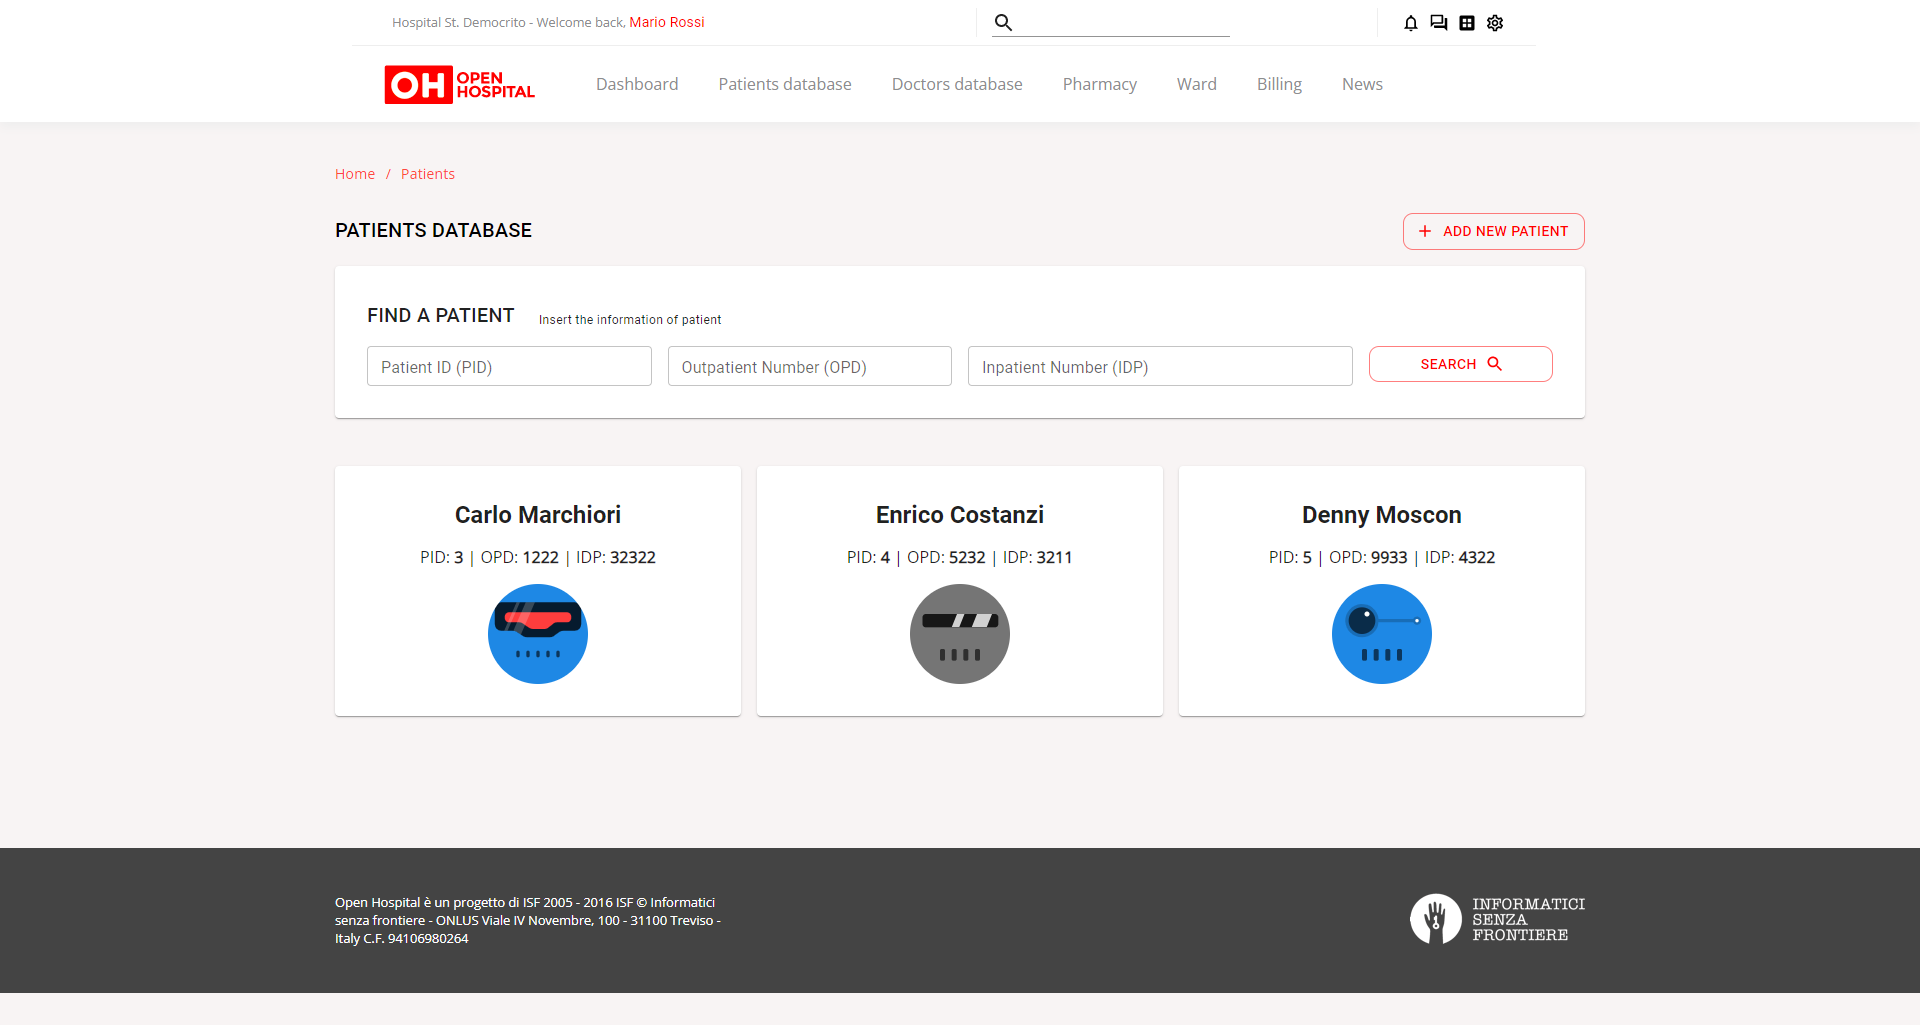 Hospital St. Democrito - Welcome back, Mario Rossi
OH OPEN HOSPITAL
Dashboard Patients database Doctors database Pharmacy Ward Billing News
Home / Patients
PATIENTS DATABASE
+ ADD NEW PATIENT
FIND A PATIENT Insert the information of patient
Patient ID (PID) Outpatient Number (OPD) Inpatient Number (IDP) SEARCH
Carlo Marchiori
PID: 3 | OPD: 1222 | IDP: 32322
Enrico Costanzi
PID: 4 | OPD: 5232 | IDP: 3211
Denny Moscon
PID: 5 | OPD: 9933 | IDP: 4322
Open Hospital è un progetto di ISF 2005 - 2016 ISF © Informatici
senza frontiere - ONLUS Viale IV Novembre, 100 - 31100 Treviso -
Italy C.F. 94106980264
INFORMATICI
SENZA
FRONTIERE